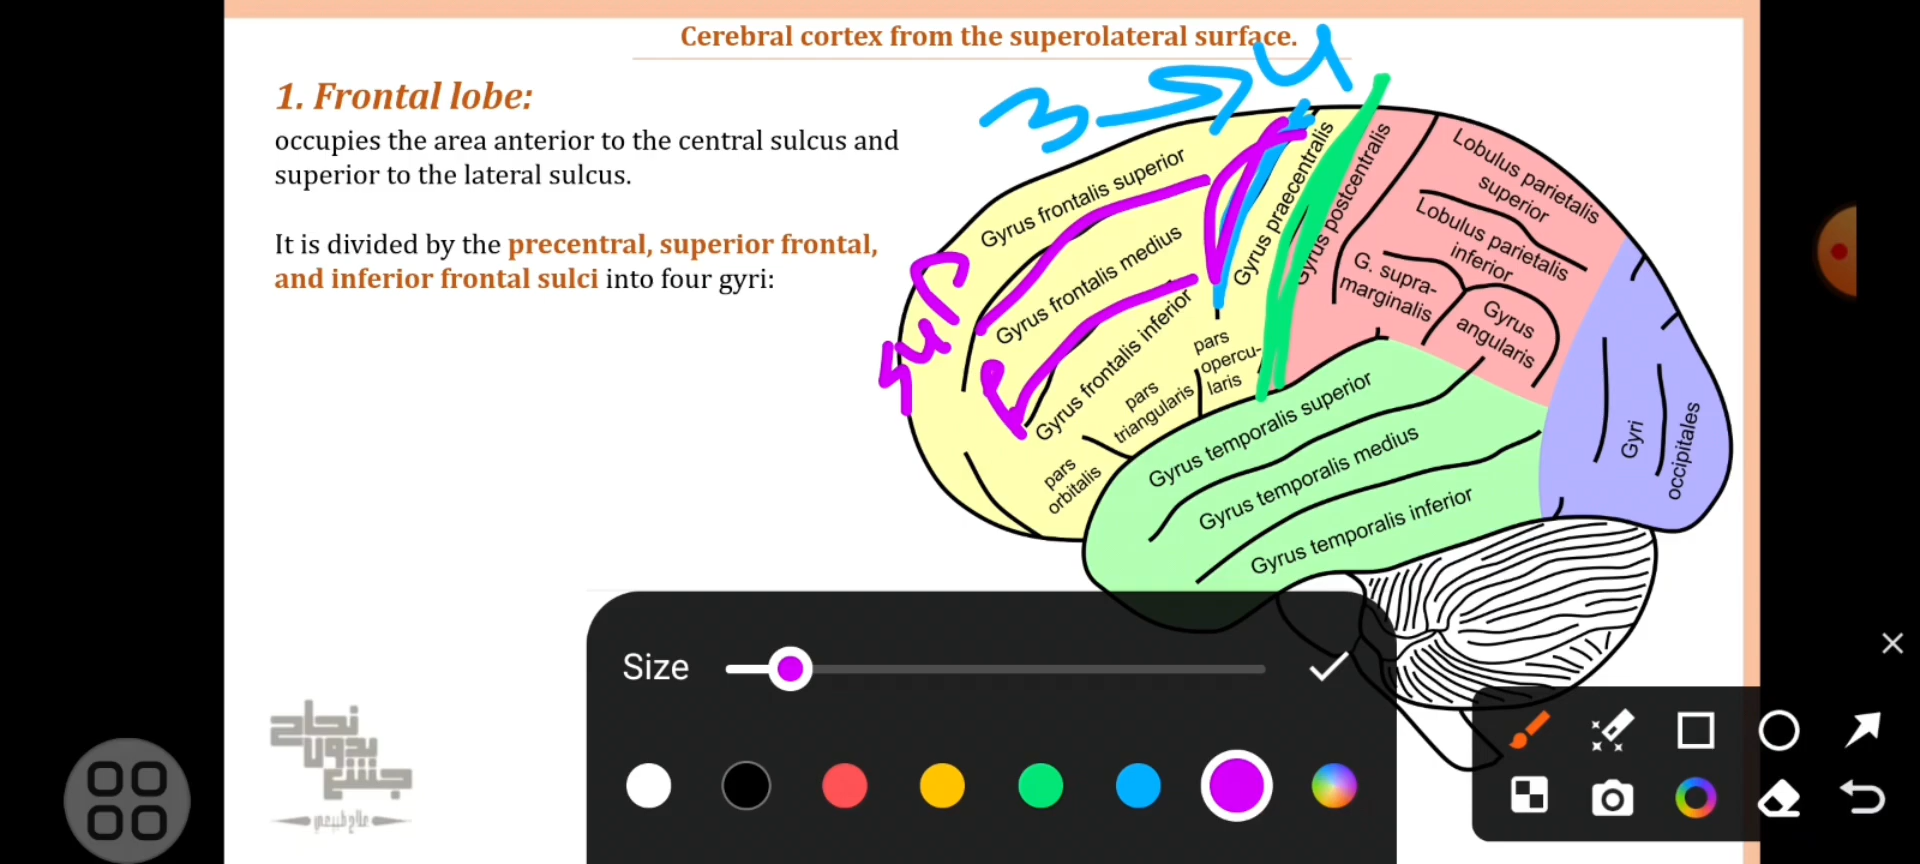 Cerebral cortex from the superolateral surface.
3 → 4
1. Frontal lobe:
occupies the area anterior to the central sulcus and
superior to the lateral sulcus.
It is divided by the precentral, superior frontal,
and inferior frontal sulci into four gyri:
Gyrus frontalis superior
Gyrus frontalis medius
Gyrus frontalis inferior
Gyrus praecentralis
Gyrus postcentralis
Lobulus parietalis
superior
Lobulus parietalis
inferior
G. supra-
marginalis
Gyrus
angularis
pars
opercu-
laris
pars
triangularis
pars
orbitalis
Gyrus temporalis superior
Gyrus temporalis medius
Gyrus temporalis inferior
Gyri
occipitales
Size
نجاح
بدون
جشع